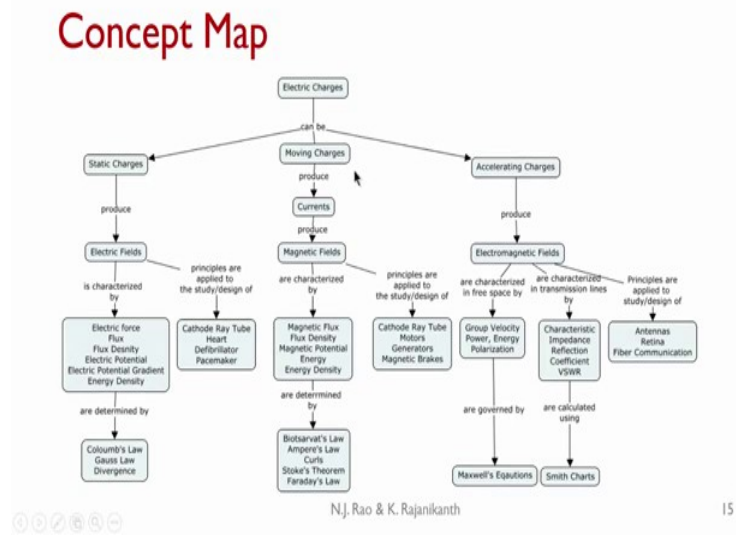 Concept Map
Electric Charges
can be
Static Charges
Moving Charges
Accelerating Charges
produce
produce
produce
Currents
produce
Electric Fields
Magnetic Fields
Electromagnetic Fields
is characterized
by
principles are
applied to
the study/design of
are characterized
by
principles are
applied to
the study/design of
are characterized
in free space by
are characterized
in transmission lines
by
Principles are
applied to
study/design of
Electric force
Flux
Flux Desnity
Electric Potential
Electric Potential Gradient
Energy Density
Cathode Ray Tube
Heart
Defibrillator
Pacemaker
Magnetic Flux
Flux Density
Magnetic Potential
Energy
Energy Density
Cathode Ray Tube
Motors
Generators
Magnetic Brakes
Group Velocity
Power, Energy
Polarization
Characteristic
Impedance
Reflection
Coefficient
VSWR
Antennas
Retina
Fiber Communication
are determined by
are deterrmined
by
are governed by
are calculated
using
Coloumb's Law
Gauss Law
Divergence
Biotsarvat's Law
Ampere's Law
Curls
Stoke's Theorem
Faraday's Law
Maxwell's Eqautions
Smith Charts
N.J. Rao & K. Rajanikanth
15